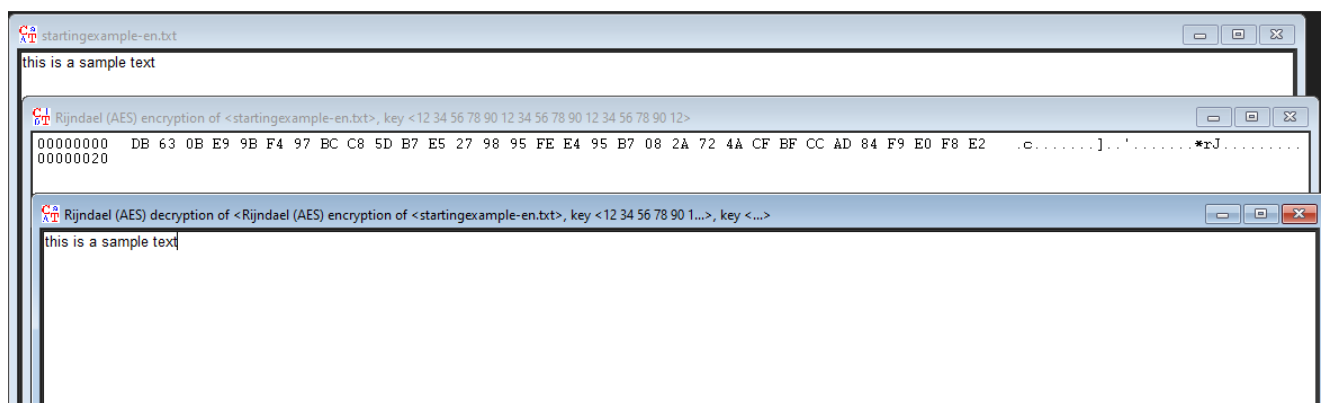 startingexample-en.txt
this is a sample text
Rijndael (AES) encryption of <startingexample-en.txt>, key <12 34 56 78 90 12 34 56 78 90 12 34 56 78 90 12>
00000000 DB 63 0B E9 9B F4 97 BC C8 5D B7 E5 27 98 95 FE E4 95 B7 08 2A 72 4A CF BF CC AD 84 F9 E0 F8 E2 .c.......]..'.......*rJ.........
00000020
Rijndael (AES) decryption of <Rijndael (AES) encryption of <startingexample-en.txt>, key <12 34 56 78 90 1...>, key <...>
this is a sample text